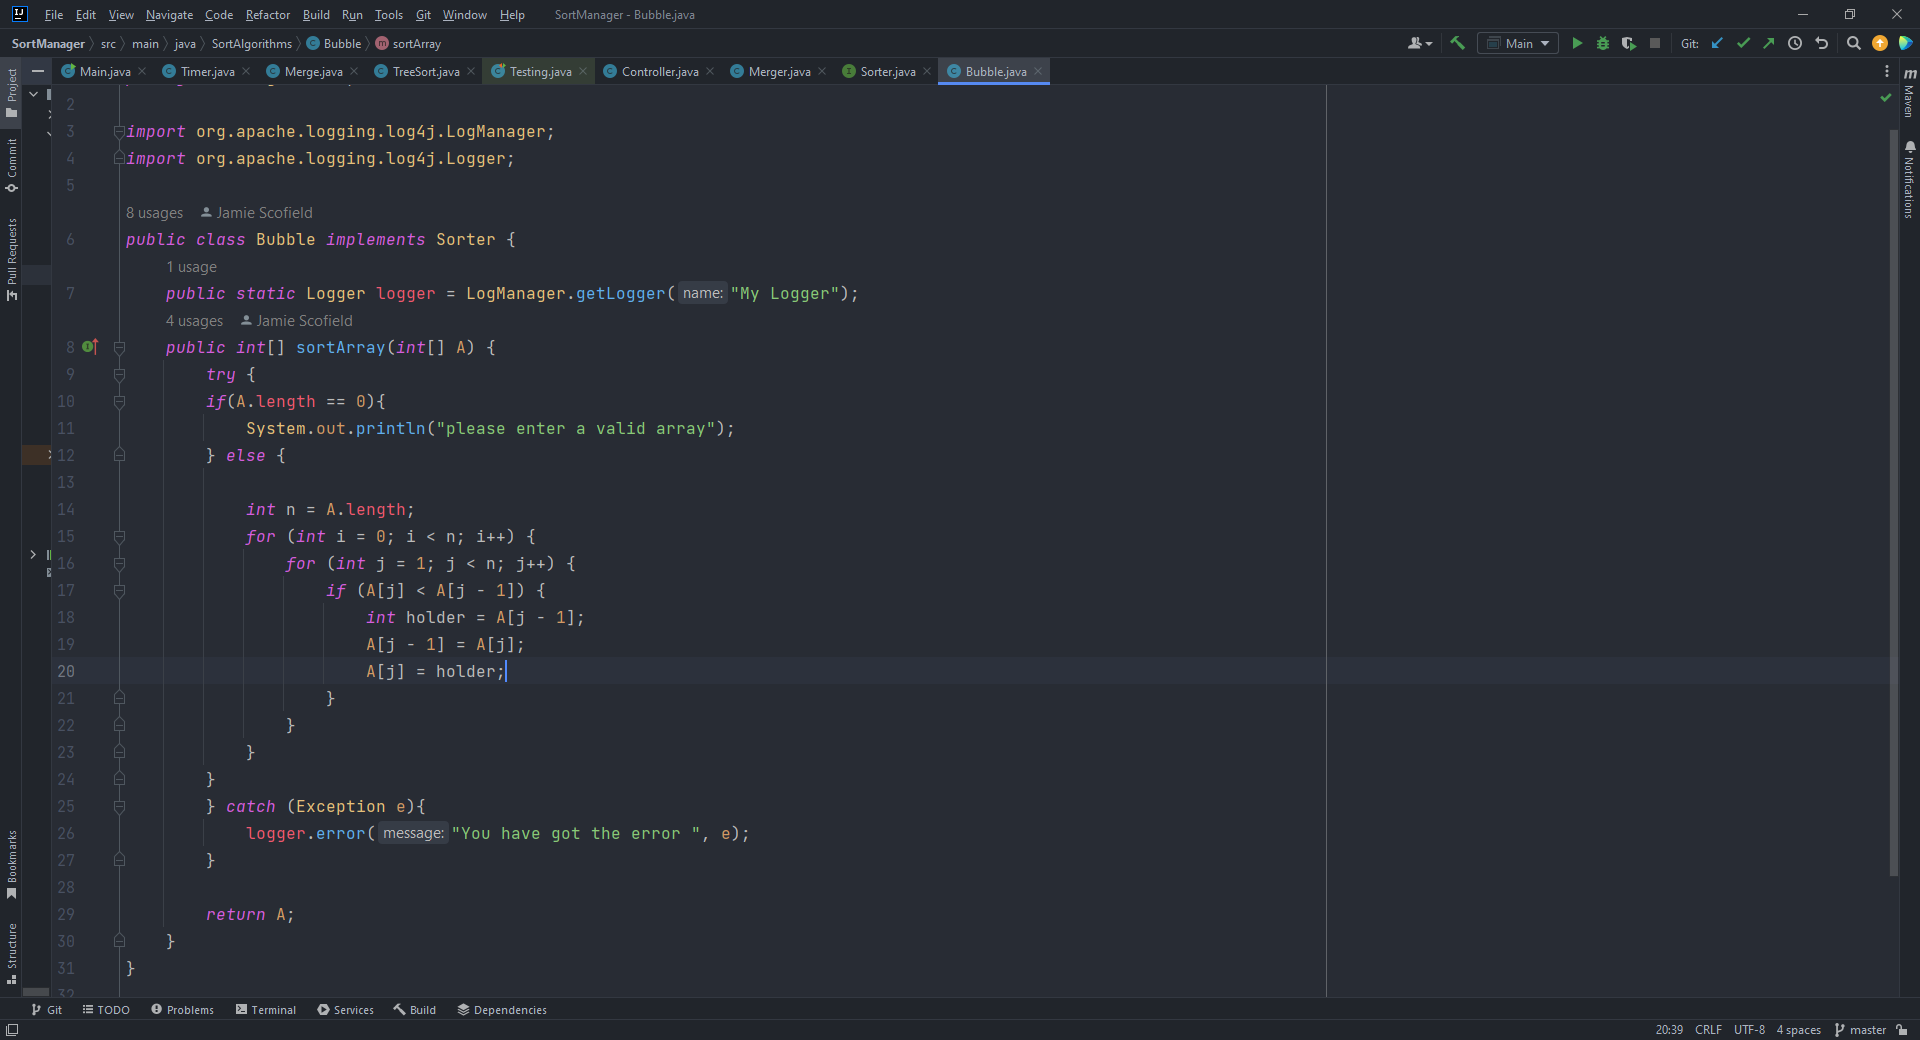 File Edit View Navigate Code Refactor Build Run Tools Git Window Help SortManager - Bubble.java
SortManager src main java SortAlgorithms Bubble sortArray Main Git:
Main.java Timer.java Merge.java TreeSort.java Testing.java Controller.java Merger.java Sorter.java Bubble.java
Project
Commit
Pull Requests
Bookmarks
Structure
2
3 import org.apache.logging.log4j.LogManager;
4 import org.apache.logging.log4j.Logger;
5
8 usages Jamie Scofield
6 public class Bubble implements Sorter {
1 usage
7 public static Logger logger = LogManager.getLogger( name: "My Logger");
4 usages Jamie Scofield
8 public int[] sortArray(int[] A) {
9 try {
10 if(A.length == 0){
11 System.out.println("please enter a valid array");
12 } else {
13
14 int n = A.length;
15 for (int i = 0; i < n; i++) {
16 for (int j = 1; j < n; j++) {
17 if (A[j] < A[j - 1]) {
18 int holder = A[j - 1];
19 A[j - 1] = A[j];
20 A[j] = holder;
21 }
22 }
23 }
24 }
25 } catch (Exception e){
26 logger.error( message: "You have got the error ", e);
27 }
28
29 return A;
30 }
31 }
32
m Maven
Notifications
Git TODO Problems Terminal Services Build Dependencies
20:39 CRLF UTF-8 4 spaces master